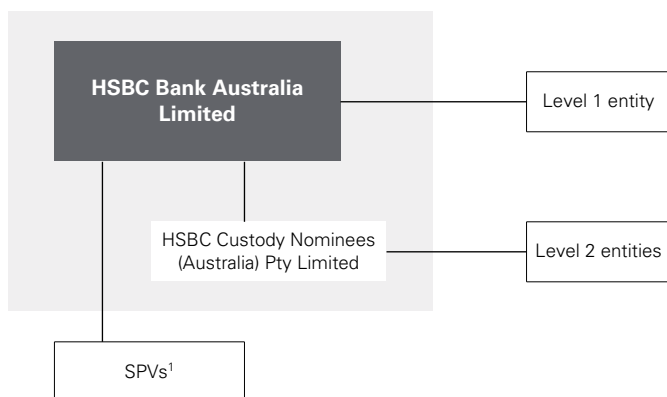 HSBC Bank Australia
Limited
Level 1 entity
HSBC Custody Nominees
(Australia) Pty Limited
Level 2 entities
SPVs¹